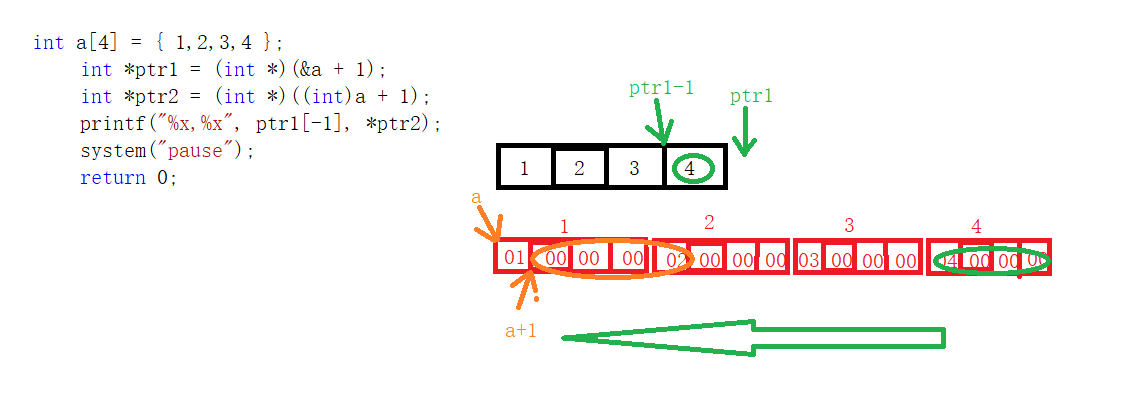 int a[4] = { 1,2,3,4 };
int *ptr1 = (int *)(&a + 1);
int *ptr2 = (int *)((int)a + 1);
printf("%x,%x", ptr1[-1], *ptr2);
system("pause");
return 0;
ptr1-1
ptr1
1 2 3 4
a
1 2 3 4
01 00 00 00 02 00 00 00 03 00 00 00 04 00 00 00
a+1